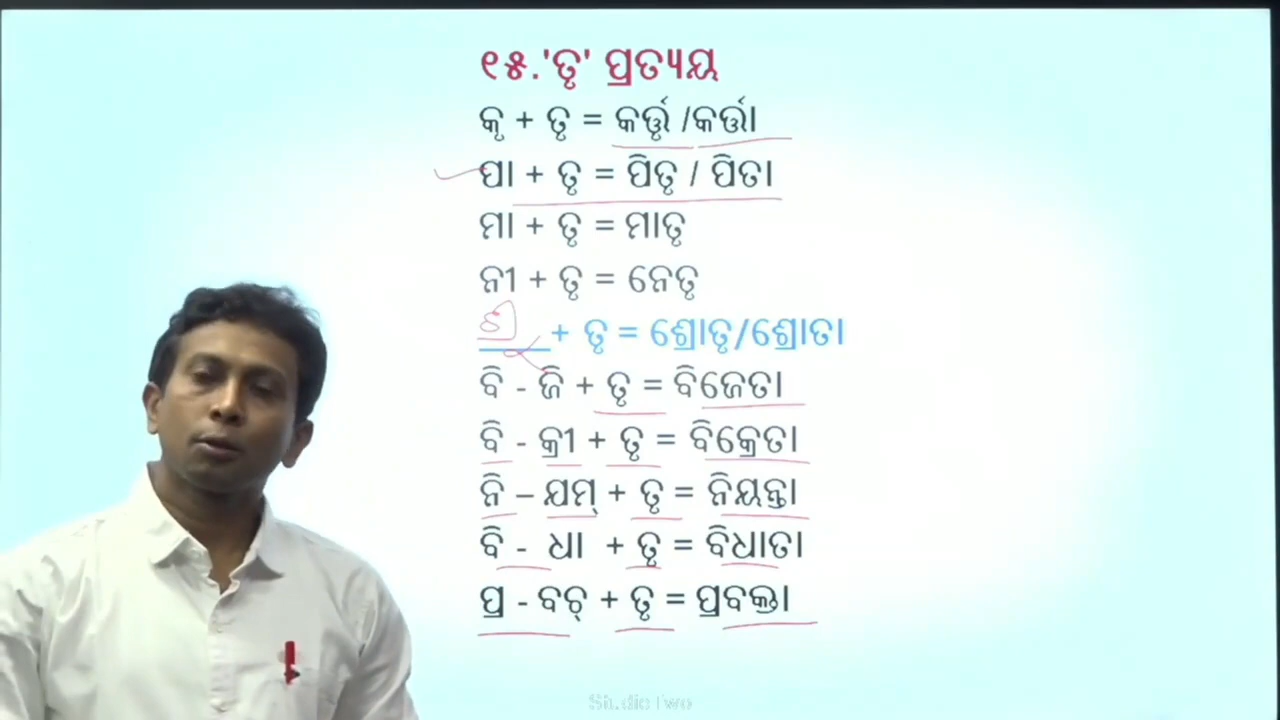 ୧୫.'ତୃ' ପ୍ରତ୍ୟୟ
କୃ + ତୃ = କର୍ତ୍ତୃ /କର୍ତ୍ତା
ପା + ତୃ = ପିତୃ / ପିତା
ମା + ତୃ = ମାତୃ
ନୀ + ତୃ = ନେତୃ
+ ତୃ = ଶ୍ରୋତୃ/ଶ୍ରୋତା
ବି - ଜି + ତୃ = ବିଜେତା
ବି - କ୍ରୀ + ତୃ = ବିକ୍ରେତା
ନି – ଯମ୍ + ତୃ = ନିୟନ୍ତା
ବି - ଧା + ତୃ = ବିଧାତା
ପ୍ର - ବଚ୍ + ତୃ = ପ୍ରବକ୍ତା